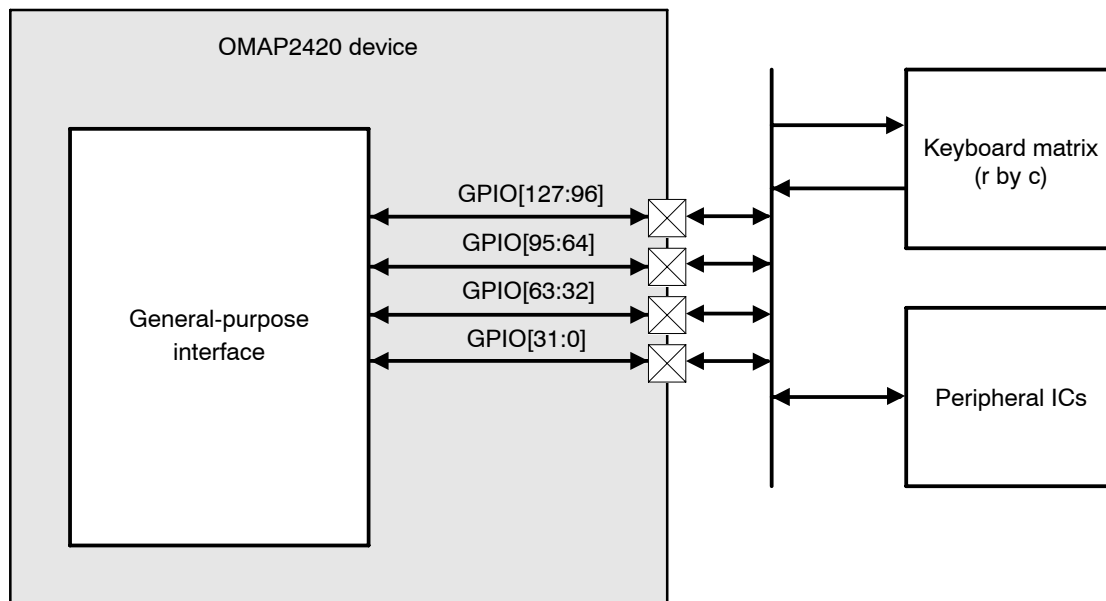 OMAP2420 device
Keyboard matrix
(r by c)
GPIO[127:96]
GPIO[95:64]
GPIO[63:32]
GPIO[31:0]
General-purpose
interface
Peripheral ICs